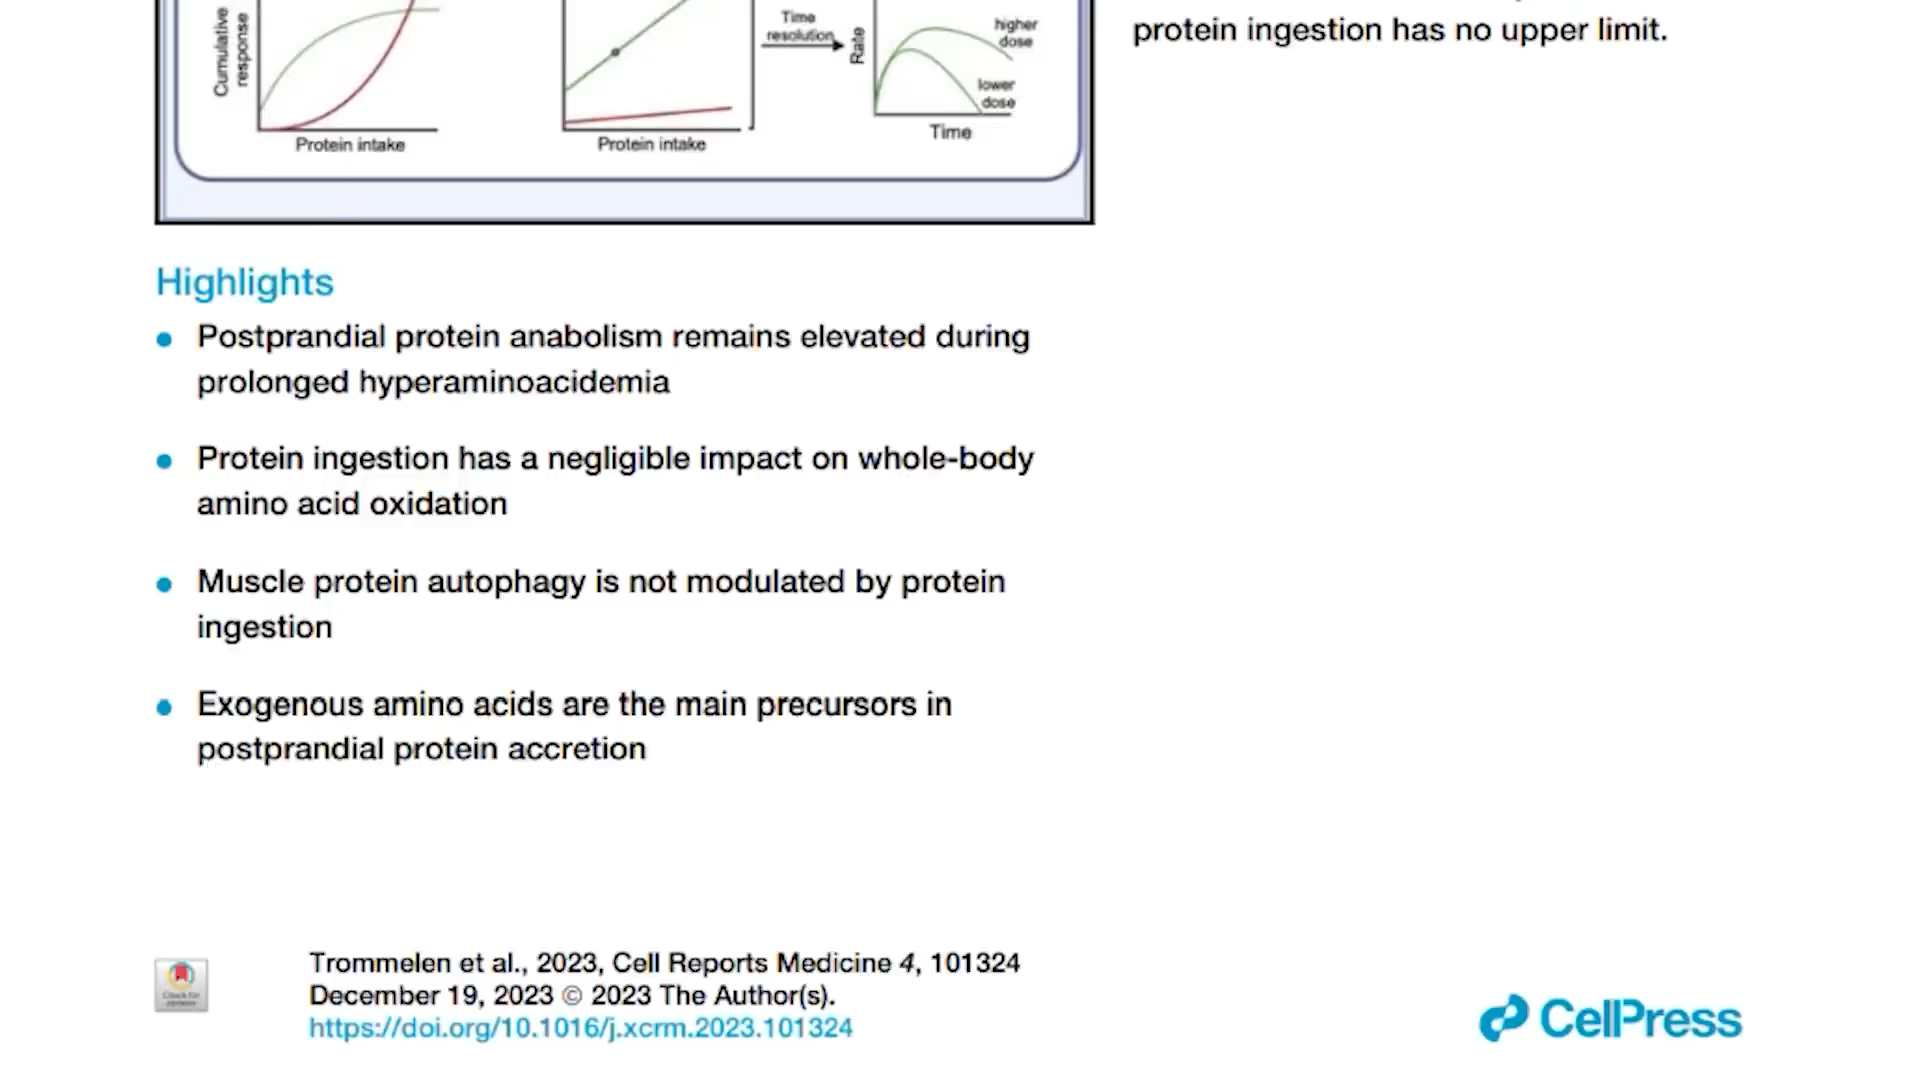 Cumulative
response
Protein intake
Protein intake
Time
resolution
Rate
higher
dose
lower
dose
Time
protein ingestion has no upper limit.
Highlights
Postprandial protein anabolism remains elevated during
prolonged hyperaminoacidemia
Protein ingestion has a negligible impact on whole-body
amino acid oxidation
Muscle protein autophagy is not modulated by protein
ingestion
Exogenous amino acids are the main precursors in
postprandial protein accretion
Check for
updates
Trommelen et al., 2023, Cell Reports Medicine 4, 101324
December 19, 2023 © 2023 The Author(s).
https://doi.org/10.1016/j.xcrm.2023.101324
CellPress